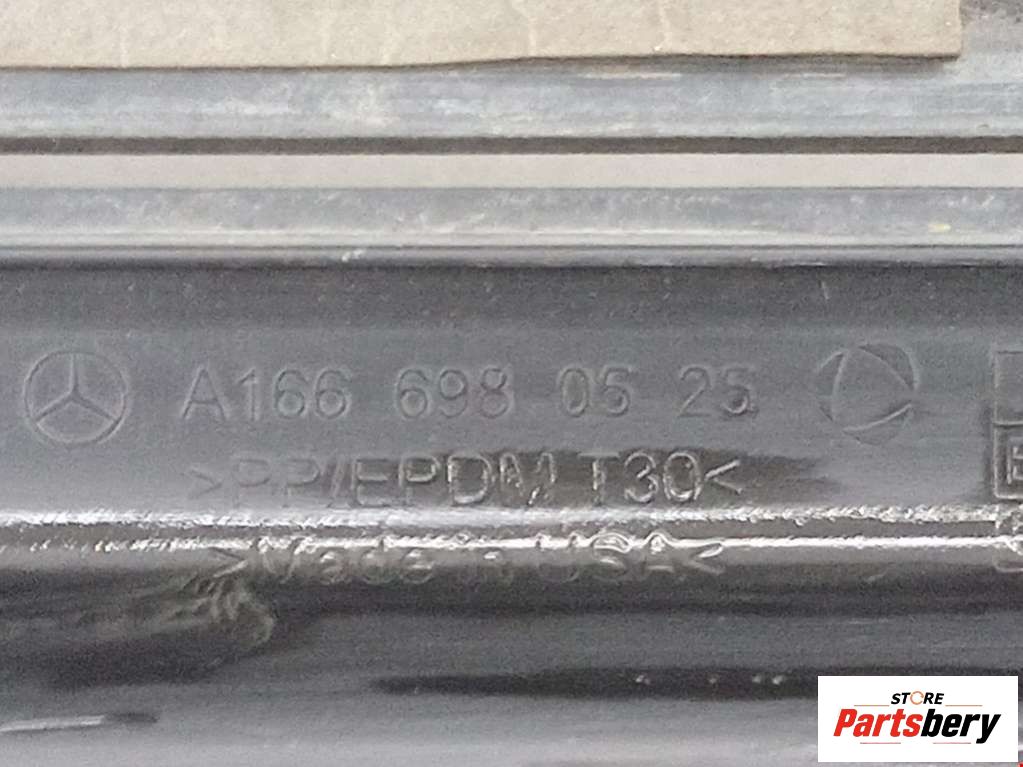 A166 698 05 25
>PP/EPDM T30<
>Made in USA<
STORE
Partsbery